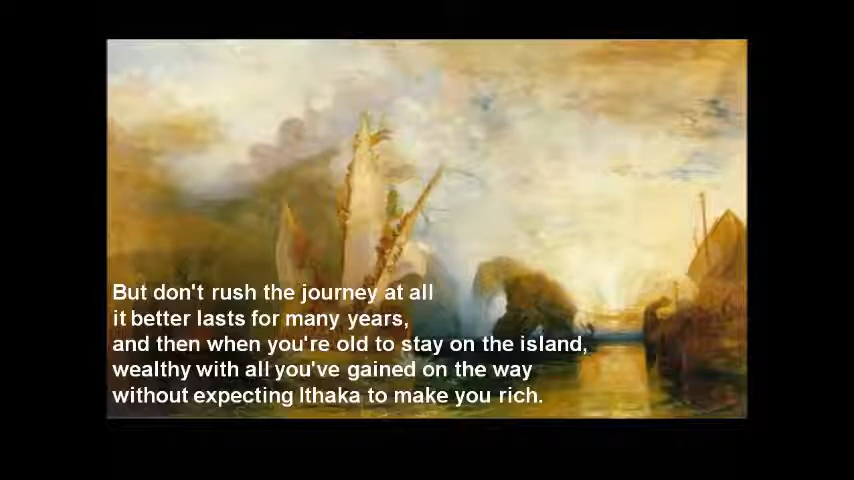 But don't rush the journey at all
it better lasts for many years,
and then when you're old to stay on the island,
wealthy with all you've gained on the way
without expecting Ithaka to make you rich.